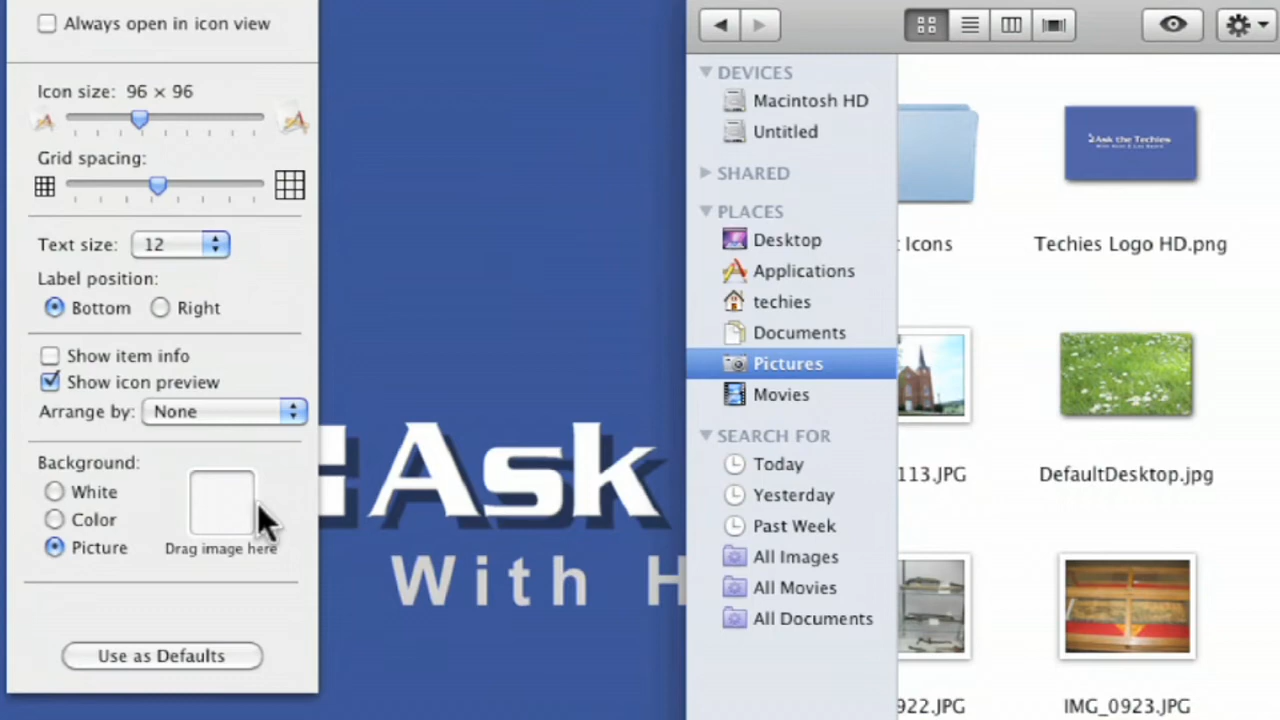 Always open in icon view
Icon size: 96 × 96
Grid spacing:
Text size: 12
Label position:
Bottom Right
Show item info
Show icon preview
Arrange by: None
Background:
White
Color
Picture
Drag image here
Use as Defaults
Ask
With H
DEVICES
Macintosh HD
Untitled
SHARED
PLACES
Desktop
Applications
techies
Documents
Pictures
Movies
SEARCH FOR
Today
Yesterday
Past Week
All Images
All Movies
All Documents
Icons
Ask the Techies
Techies Logo HD.png
113.JPG
DefaultDesktop.jpg
922.JPG
IMG_0923.JPG